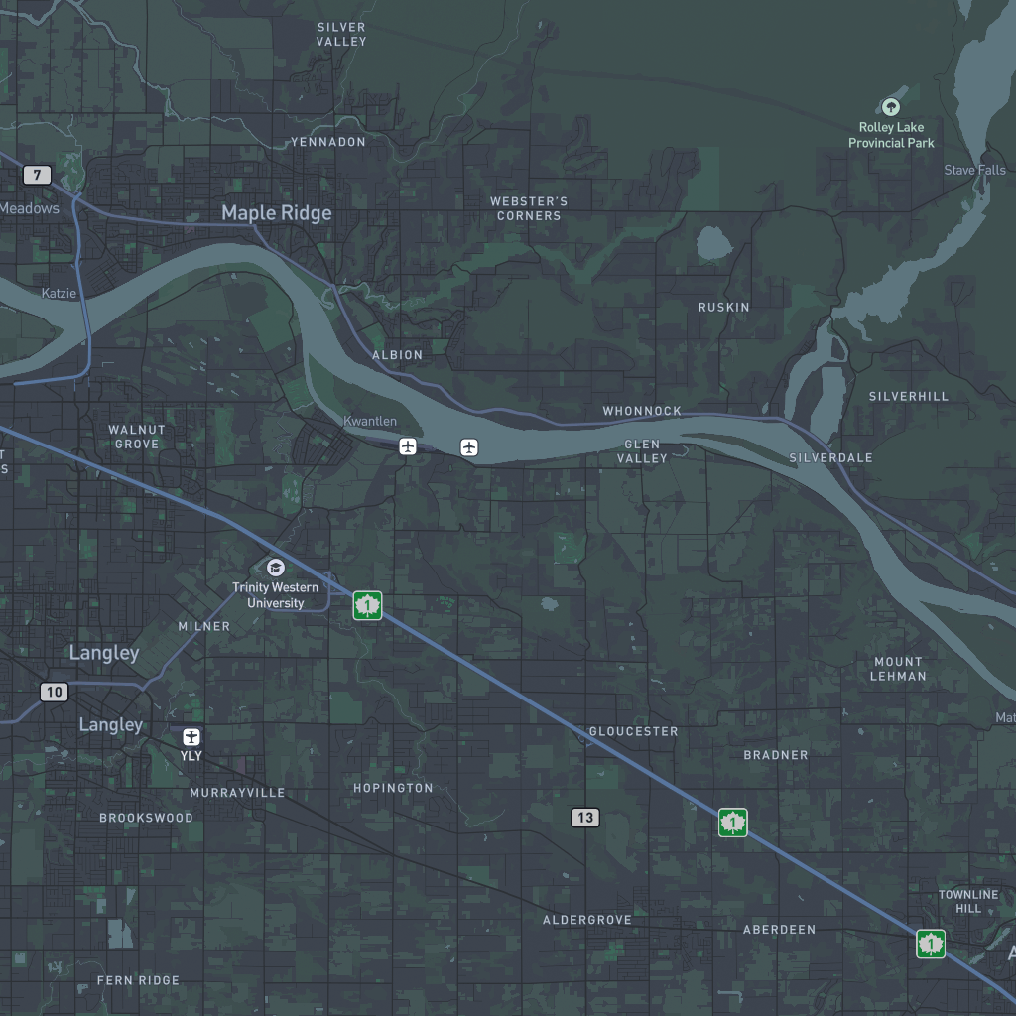 SILVER
VALLEY
Rolley Lake
Provincial Park
YENNADON
Stave Falls
7
Meadows
Maple Ridge
WEBSTER'S
CORNERS
Katzie
RUSKIN
ALBION
SILVERHILL
WHONNOCK
Kwantlen
WALNUT
GROVE
GLEN
VALLEY
SILVERDALE
Trinity Western
University
1
MILNER
Langley
MOUNT
LEHMAN
10
Langley
Mat
GLOUCESTER
YLY
BRADNER
MURRAYVILLE
HOPINGTON
BROOKSWOOD
13
1
TOWNLINE
HILL
ALDERGROVE
ABERDEEN
1
A
FERN RIDGE